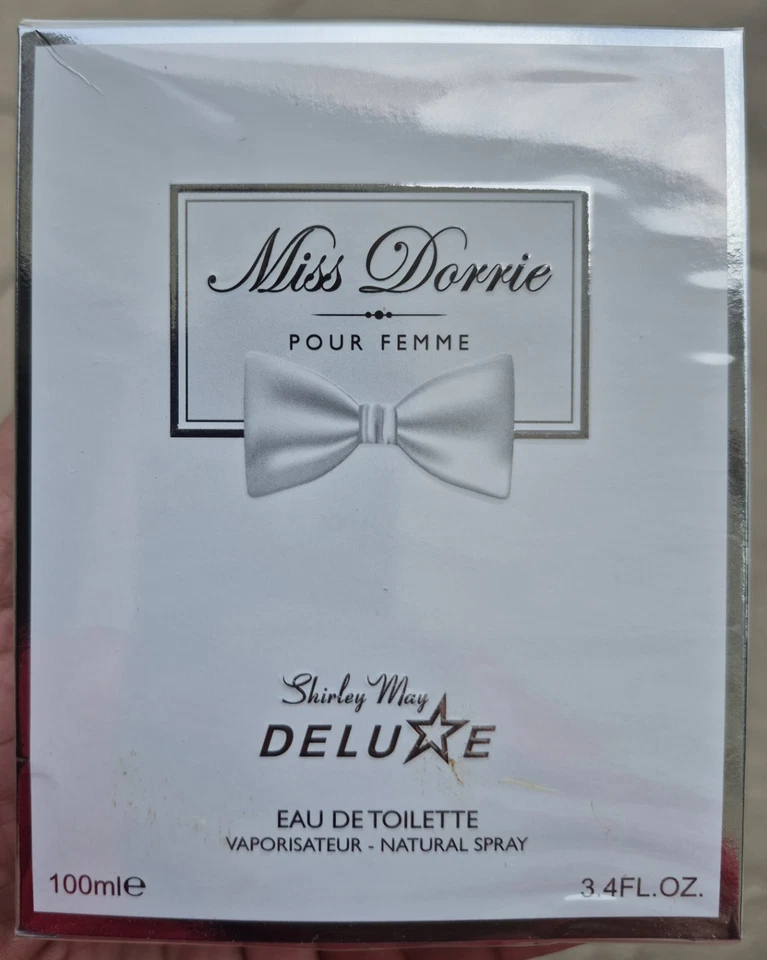 Miss Dorrie
POUR FEMME
Shirley May
DELUXE
EAU DE TOILETTE
VAPORISATEUR - NATURAL SPRAY
100ml℮
3.4FL.OZ.